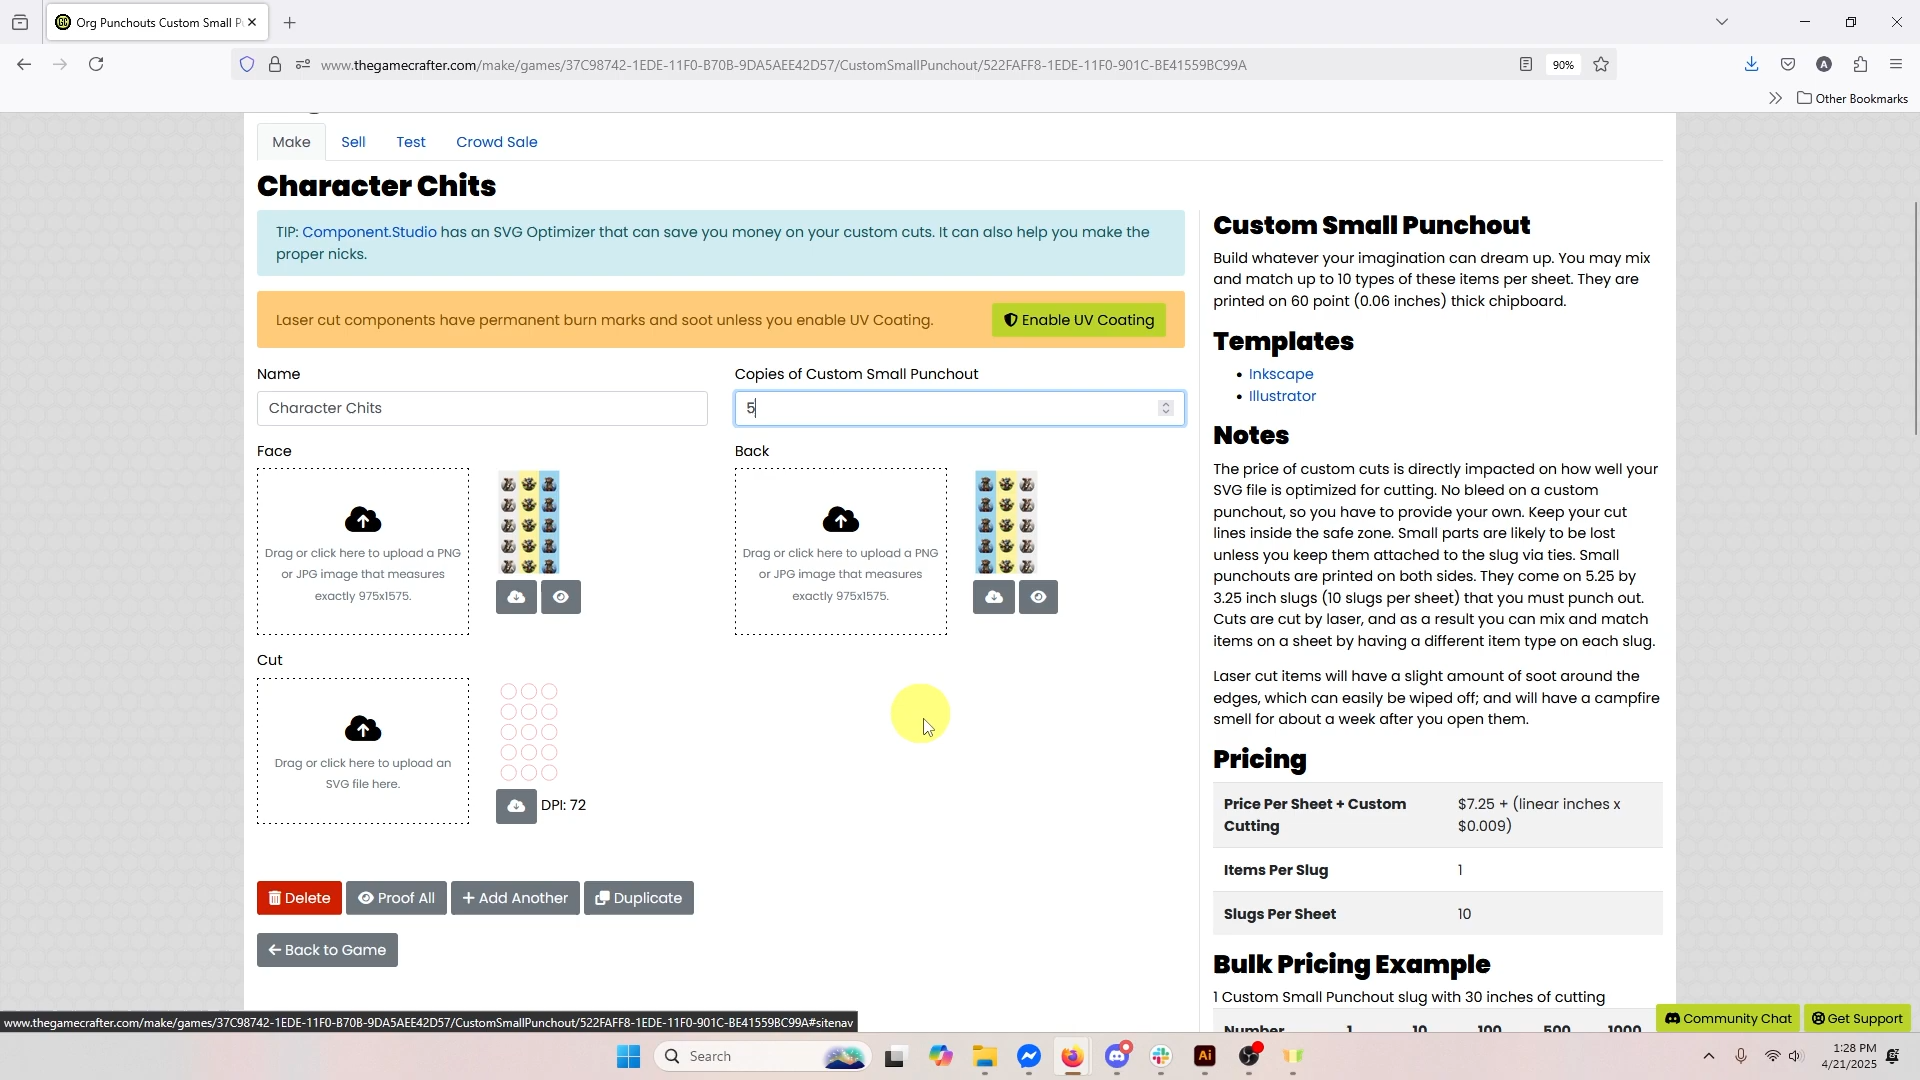 Org Punchouts Custom Small P
www.thegamecrafter.com/make/games/37C98742-1EDE-11F0-B70B-9DA5AEE42D57/CustomSmallPunchout/522FAFF8-1EDE-11F0-901C-BE41559BC99A
90%
A
Other Bookmarks
Make
Sell
Test
Crowd Sale
Character Chits
TIP: Component.Studio has an SVG Optimizer that can save you money on your custom cuts. It can also help you make the
proper nicks.
Laser cut components have permanent burn marks and soot unless you enable UV Coating.
Enable UV Coating
Name
Character Chits
Copies of Custom Small Punchout
5
Face
Drag or click here to upload a PNG
or JPG image that measures
exactly 975x1575.
Back
Drag or click here to upload a PNG
or JPG image that measures
exactly 975x1575.
Cut
Drag or click here to upload an
SVG file here.
DPI: 72
Delete
Proof All
Add Another
Duplicate
Back to Game
Custom Small Punchout
Build whatever your imagination can dream up. You may mix
and match up to 10 types of these items per sheet. They are
printed on 60 point (0.06 inches) thick chipboard.
Templates
Inkscape
Illustrator
Notes
The price of custom cuts is directly impacted on how well your
SVG file is optimized for cutting. No bleed on a custom
punchout, so you have to provide your own. Keep your cut
lines inside the safe zone. Small parts are likely to be lost
unless you keep them attached to the slug via ties. Small
punchouts are printed on both sides. They come on 5.25 by
3.25 inch slugs (10 slugs per sheet) that you must punch out.
Cuts are cut by laser, and as a result you can mix and match
items on a sheet by having a different item type on each slug.
Laser cut items will have a slight amount of soot around the
edges, which can easily be wiped off; and will have a campfire
smell for about a week after you open them.
Pricing
Price Per Sheet + Custom
Cutting
$7.25 + (linear inches x
$0.009)
Items Per Slug
1
Slugs Per Sheet
10
Bulk Pricing Example
1 Custom Small Punchout slug with 30 inches of cutting
Number 1 10 100 500 1000
Community Chat
Get Support
www.thegamecrafter.com/make/games/37C98742-1EDE-11F0-B70B-9DA5AEE42D57/CustomSmallPunchout/522FAFF8-1EDE-11F0-901C-BE41559BC99A#sitenav
Search
Ai
1:28 PM
4/21/2025